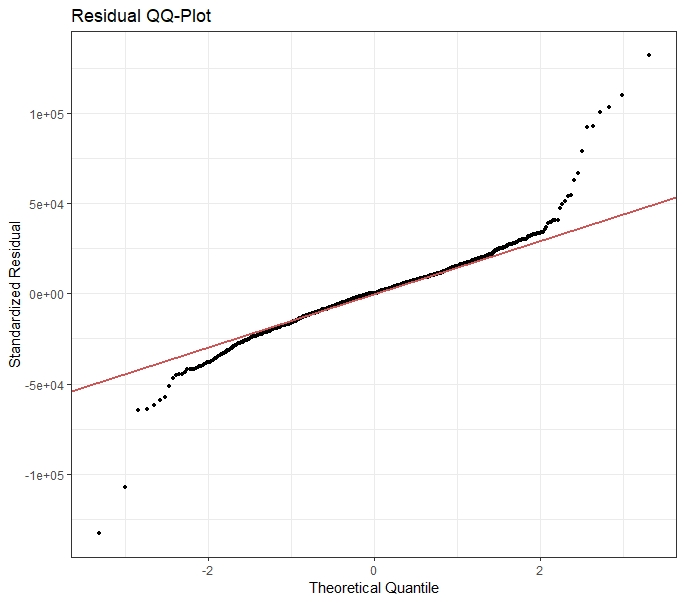 Residual QQ-Plot
Standardized Residual
1e+05
5e+04
0e+00
-5e+04
-1e+05
-2
0
2
Theoretical Quantile